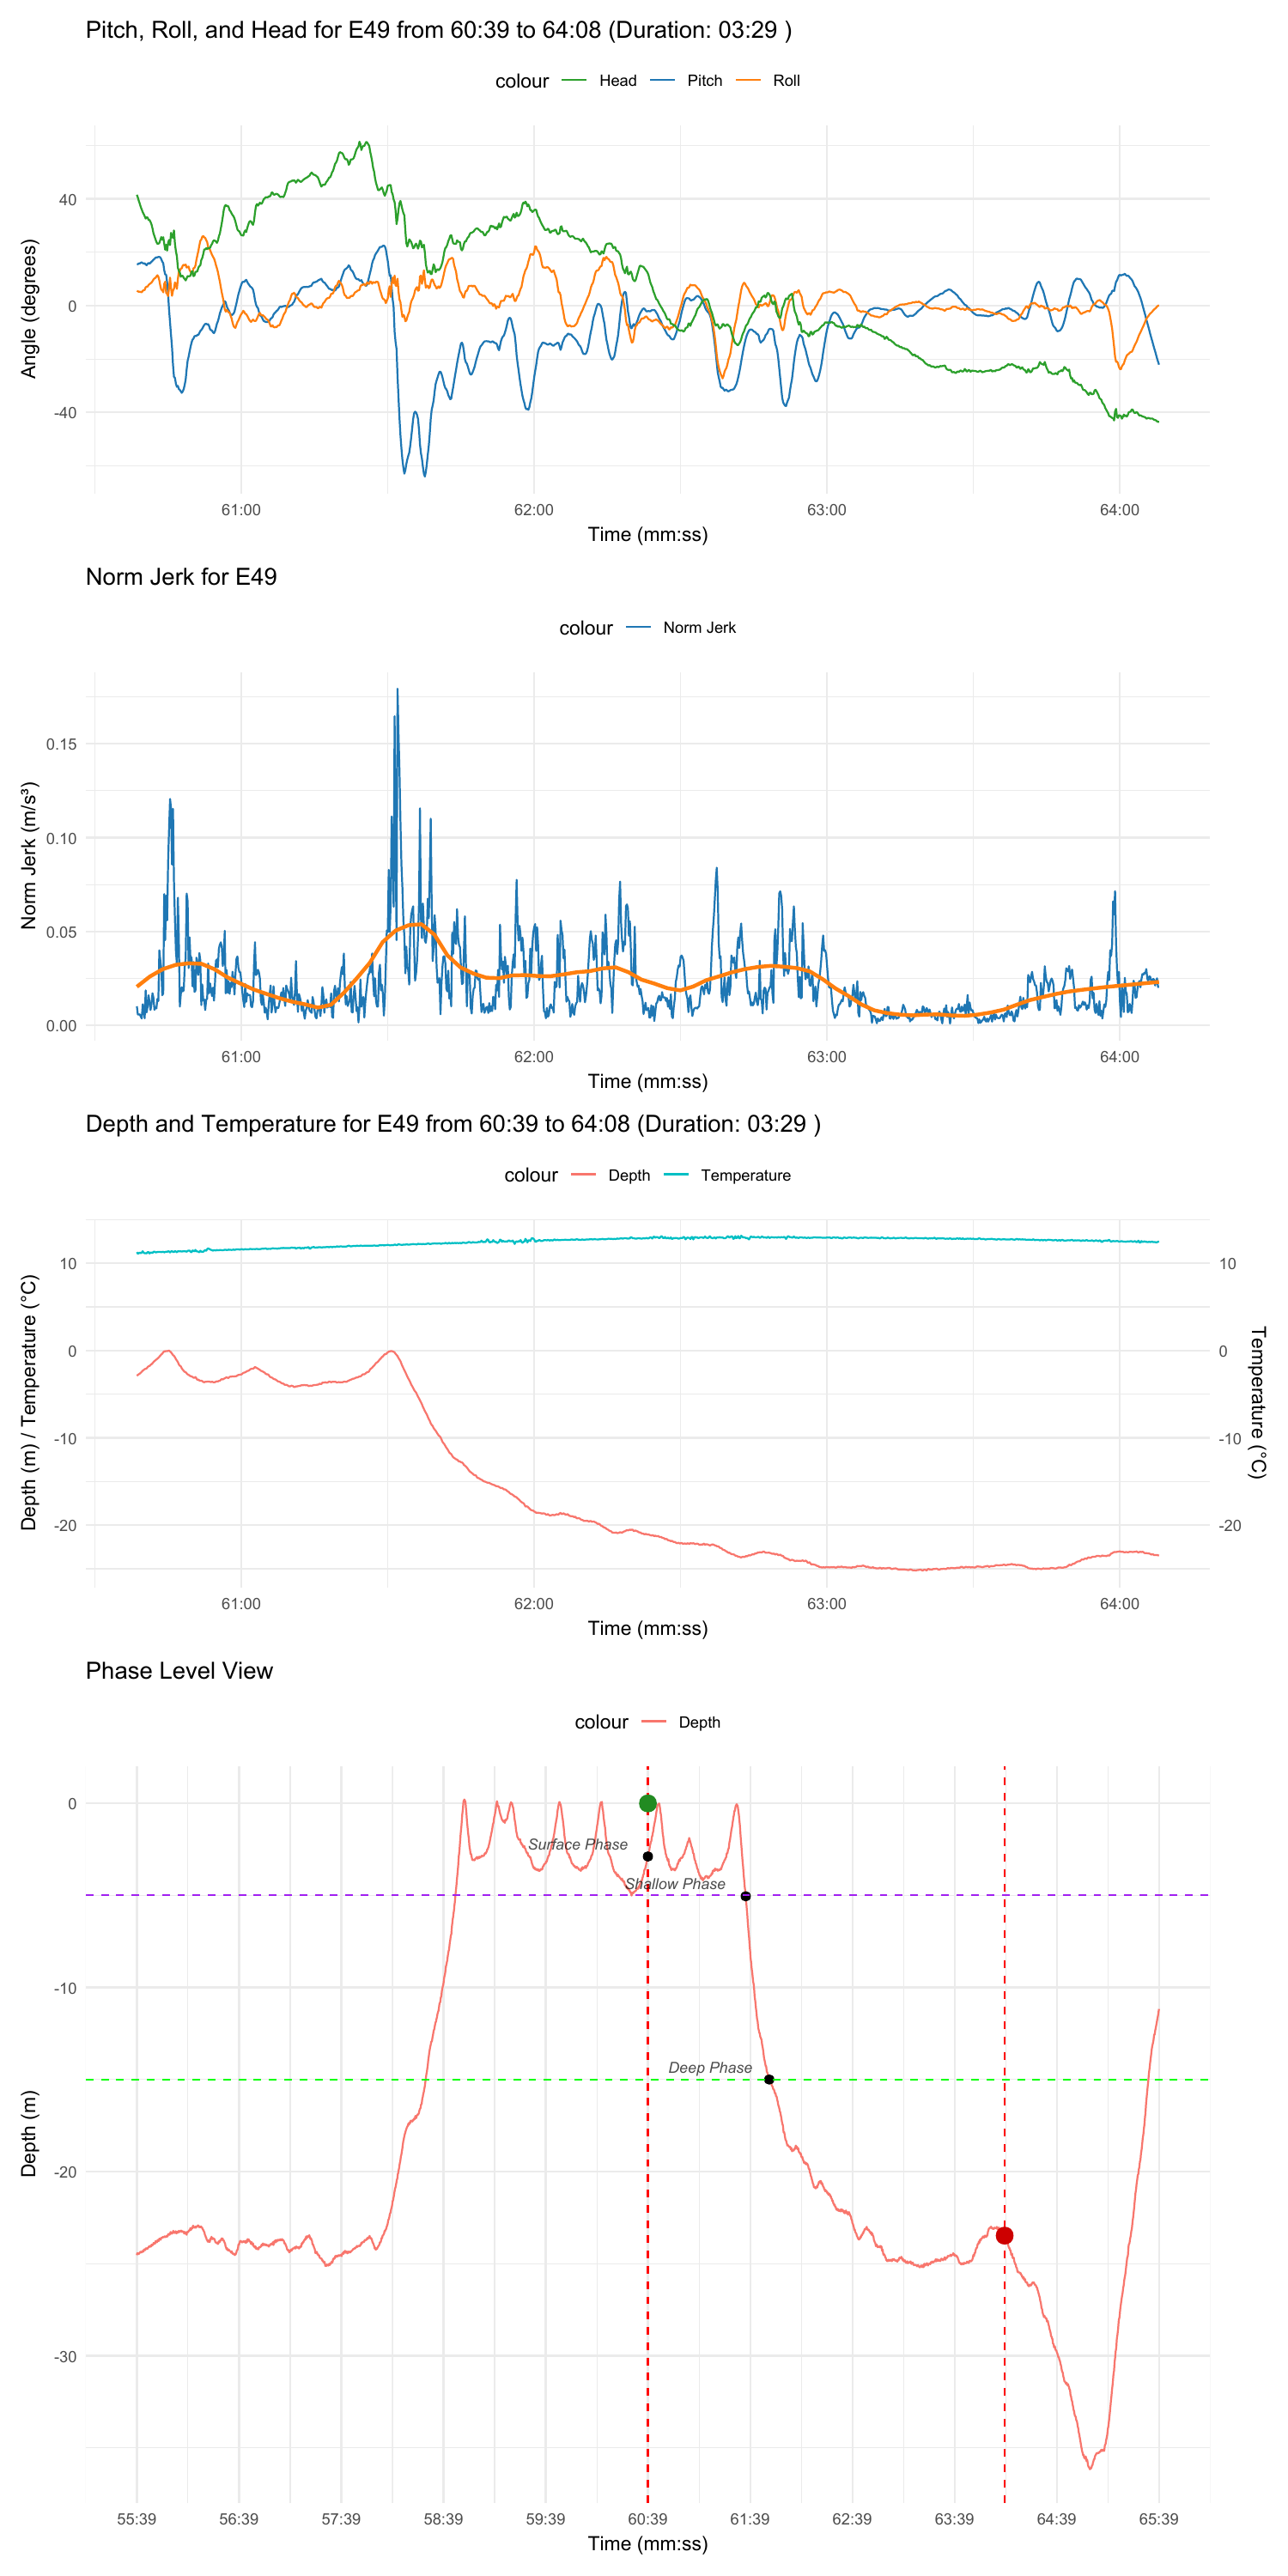 Pitch, Roll, and Head for E49 from 60:39 to 64:08 (Duration: 03:29 )
colour Head Pitch Roll
Angle (degrees)
40
0
-40
61:00 62:00 63:00 64:00
Time (mm:ss)
Norm Jerk for E49
colour Norm Jerk
Norm Jerk (m/s³)
0.15
0.10
0.05
0.00
61:00 62:00 63:00 64:00
Time (mm:ss)
Depth and Temperature for E49 from 60:39 to 64:08 (Duration: 03:29 )
colour Depth Temperature
Depth (m) / Temperature (°C)
10 10
0 0
-10 -10
-20 -20
Temperature (°C)
61:00 62:00 63:00 64:00
Time (mm:ss)
Phase Level View
colour Depth
Depth (m)
0
Surface Phase
Shallow Phase
-10
Deep Phase
-20
-30
55:39 56:39 57:39 58:39 59:39 60:39 61:39 62:39 63:39 64:39 65:39
Time (mm:ss)